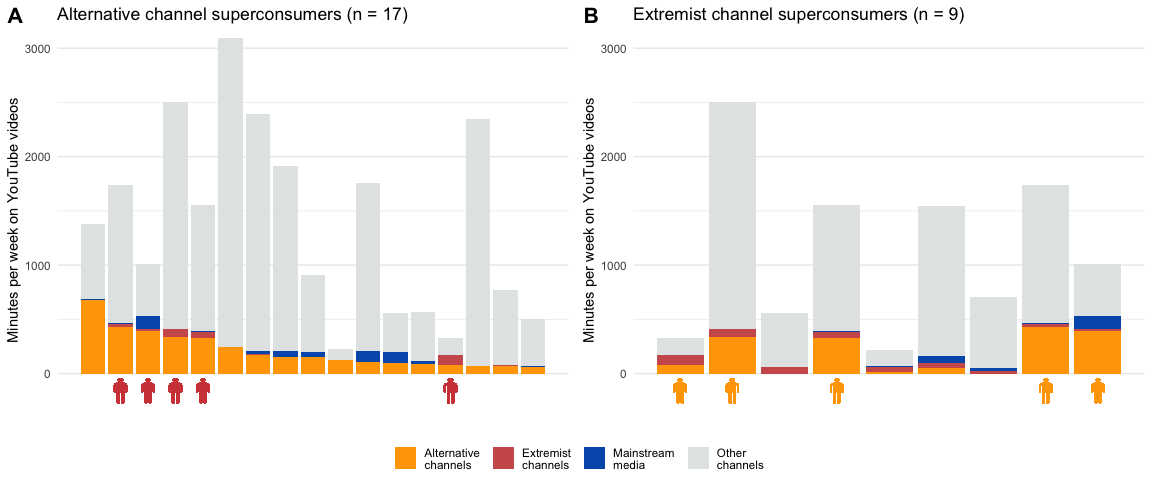 A Alternative channel superconsumers (n = 17)
Minutes per week on YouTube videos
3000
2000
1000
0
B Extremist channel superconsumers (n = 9)
Minutes per week on YouTube videos
3000
2000
1000
0
Alternative
channels
Extremist
channels
Mainstream
media
Other
channels